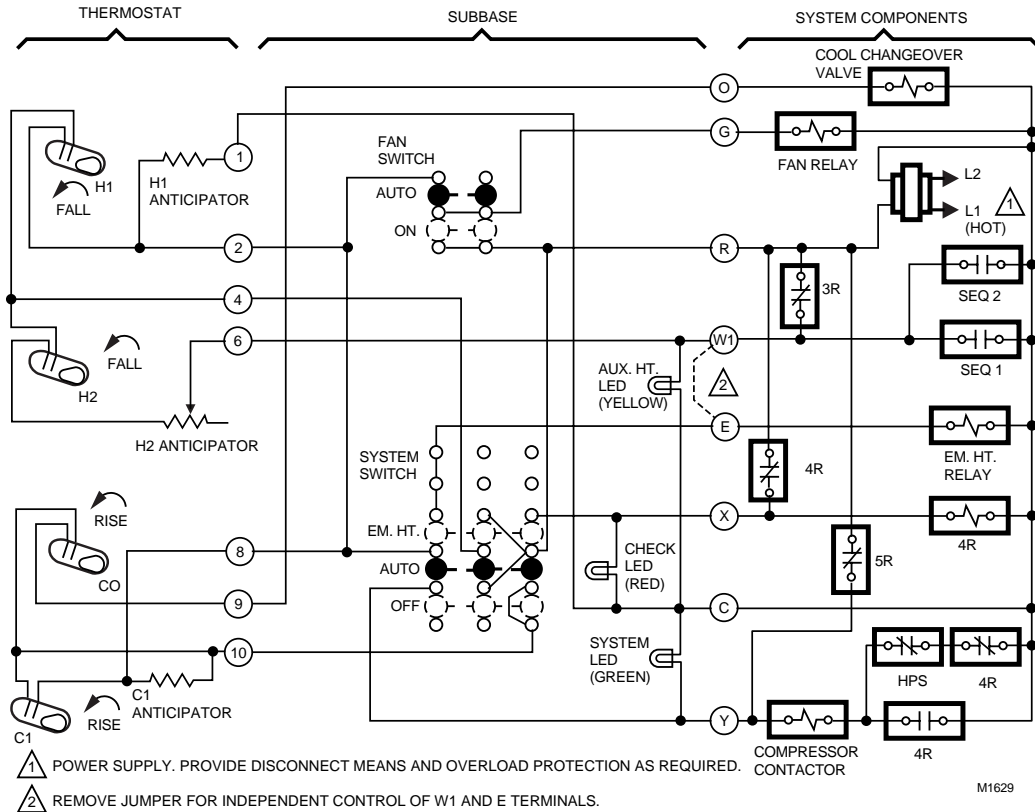 THERMOSTAT
SUBBASE
SYSTEM COMPONENTS
COOL CHANGEOVER
VALVE
O
G
FAN RELAY
FAN
SWITCH
AUTO
ON
H1
FALL
H1
ANTICIPATOR
1
L2
L1
(HOT)
1
2
R
3R
SEQ 2
4
6
W1
SEQ 1
FALL
H2
H2 ANTICIPATOR
AUX. HT.
LED
(YELLOW)
2
E
EM. HT.
RELAY
SYSTEM
SWITCH
4R
RISE
CO
EM. HT.
AUTO
OFF
X
4R
8
CHECK
LED
(RED)
5R
9
C
10
SYSTEM
LED
(GREEN)
HPS
4R
C1
ANTICIPATOR
RISE
C1
Y
COMPRESSOR
CONTACTOR
4R
1 POWER SUPPLY. PROVIDE DISCONNECT MEANS AND OVERLOAD PROTECTION AS REQUIRED.
2 REMOVE JUMPER FOR INDEPENDENT CONTROL OF W1 AND E TERMINALS.
M1629